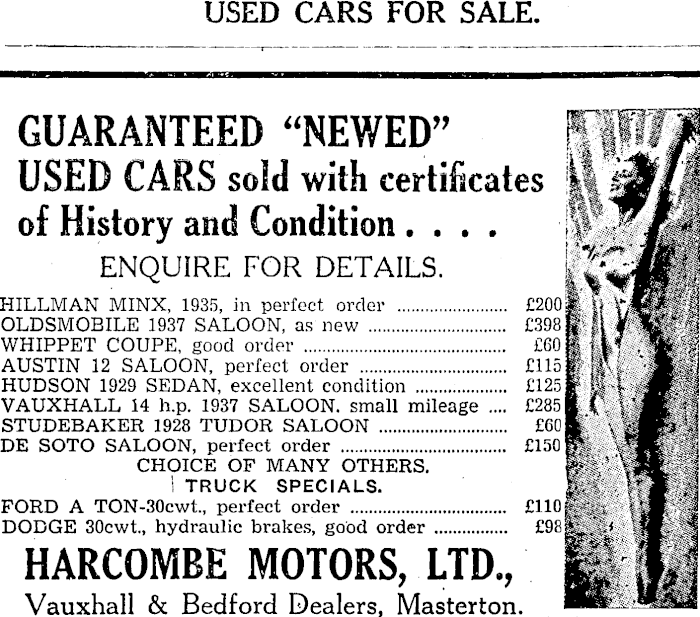 USED CARS FOR SALE.
GUARANTEED "NEWED"
USED CARS sold with certificates
of History and Condition . . . .
ENQUIRE FOR DETAILS.
HILLMAN MINX, 1935, in perfect order ........................ £200
OLDSMOBILE 1937 SALOON, as new .............................. £398
WHIPPET COUPE, good order ............................................ £60
AUSTIN 12 SALOON, perfect order ................................ £115
HUDSON 1929 SEDAN, excellent condition .................... £125
VAUXHALL 14 h.p. 1937 SALOON. small mileage .... £285
STUDEBAKER 1928 TUDOR SALOON ............................ £60
DE SOTO SALOON, perfect order .................................... £150
CHOICE OF MANY OTHERS.
TRUCK SPECIALS.
FORD A TON-30cwt., perfect order .................................. £110
DODGE 30cwt., hydraulic brakes, good order ................ £98
HARCOMBE MOTORS, LTD.,
Vauxhall & Bedford Dealers, Masterton.